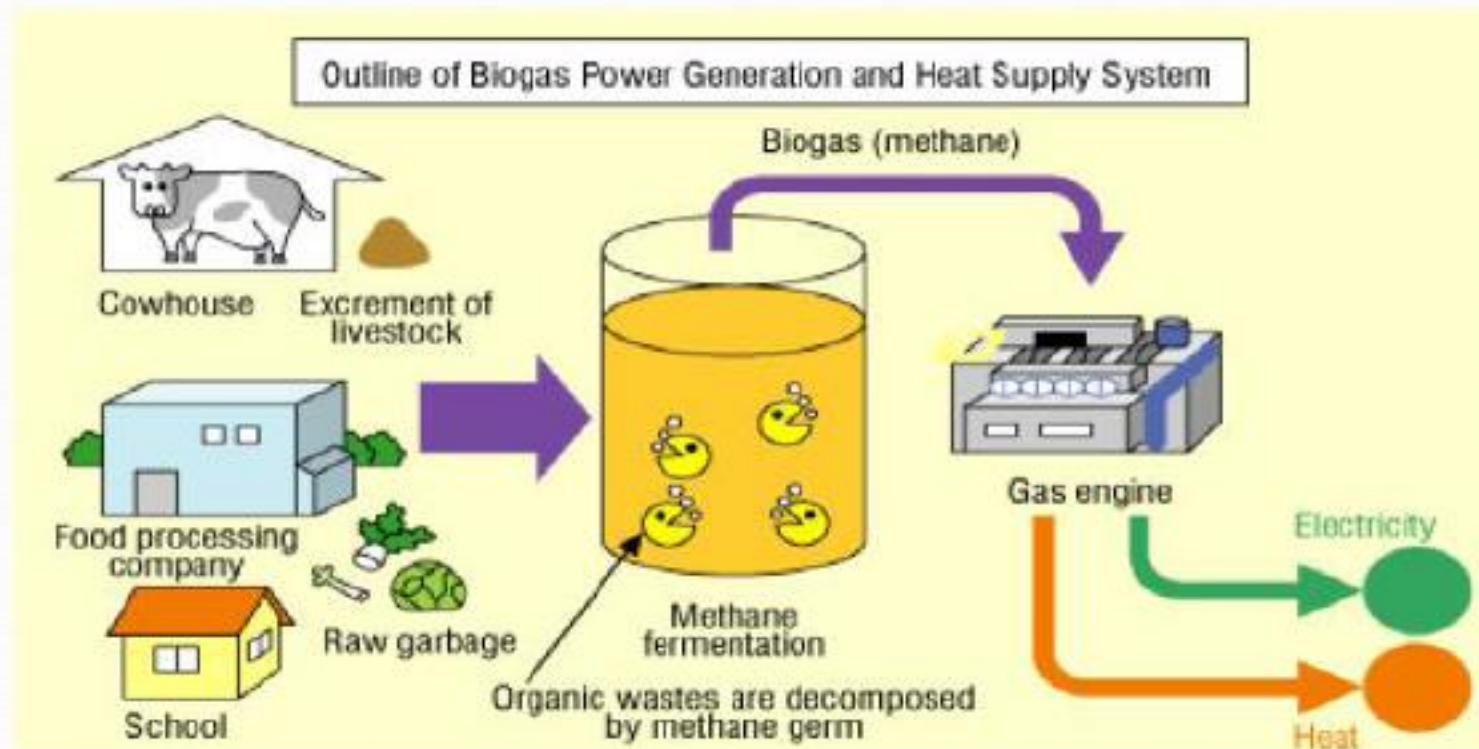 Outline of Biogas Power Generation and Heat Supply System
Biogas (methane)
Cowhouse
Excrement of
livestock
Food processing
company
Raw garbage
School
Methane
fermentation
Organic wastes are decomposed
by methane germ
Gas engine
Electricity
Heat